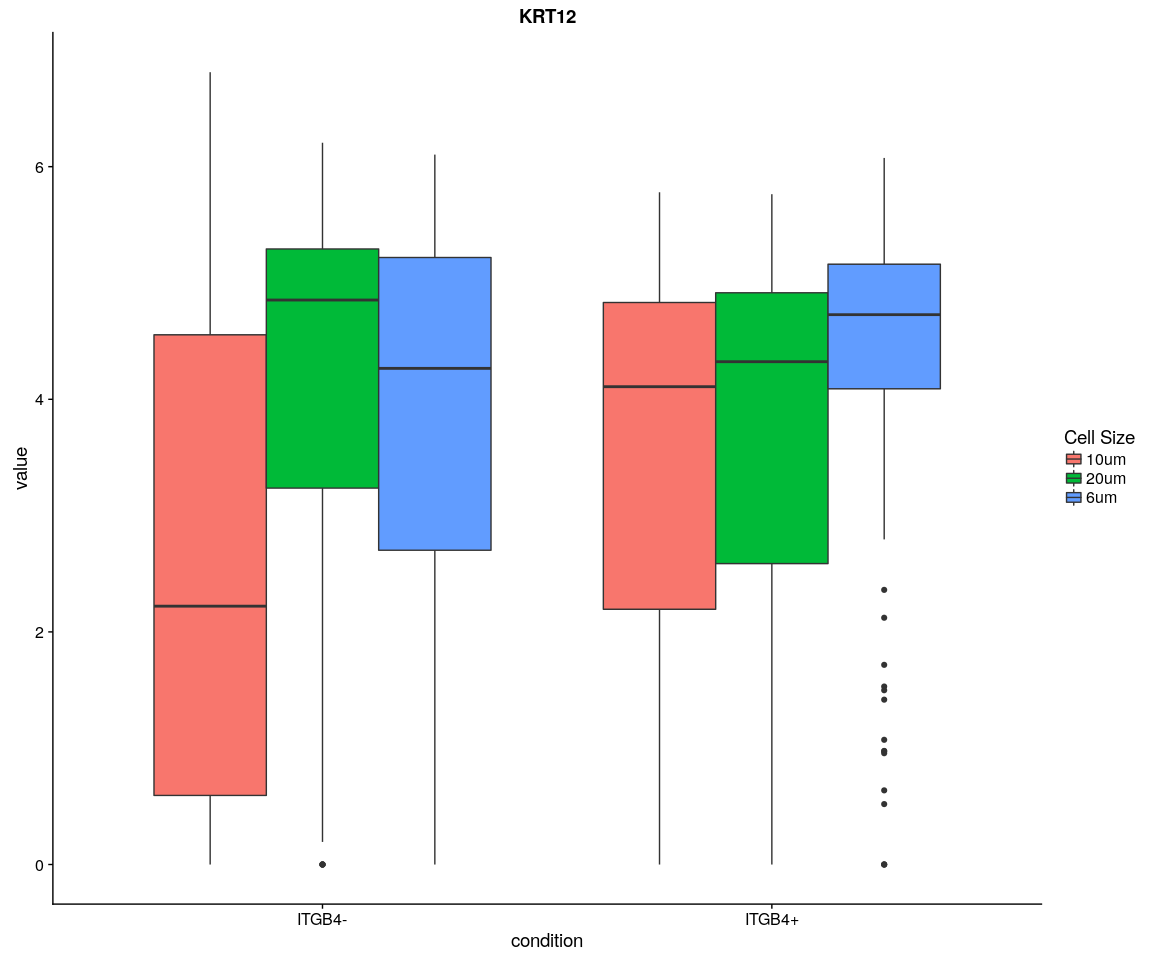 KRT12
6
4
2
0
value
ITGB4-
ITGB4+
condition
Cell Size
10um
20um
6um